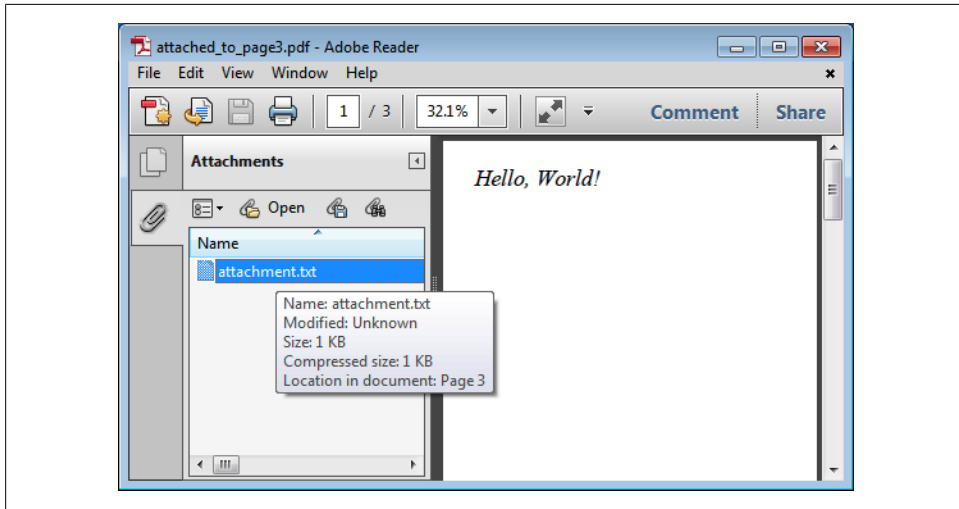 attached_to_page3.pdf - Adobe Reader
File Edit View Window Help
1 / 3 32.1% Comment Share
Attachments
Hello, World!
Open
Name
attachment.txt
Name: attachment.txt
Modified: Unknown
Size: 1 KB
Compressed size: 1 KB
Location in document: Page 3